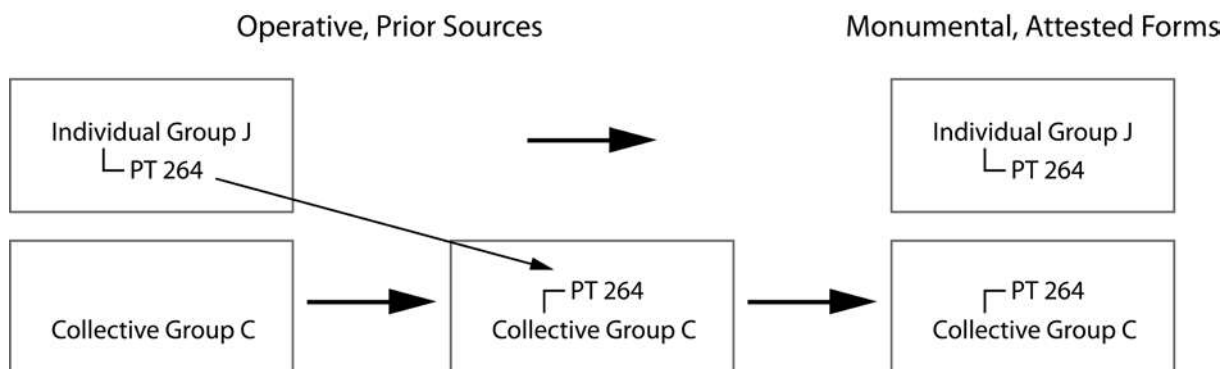 Operative, Prior Sources
Monumental, Attested Forms
Individual Group J
PT 264
Individual Group J
PT 264
Collective Group C
PT 264
Collective Group C
PT 264
Collective Group C